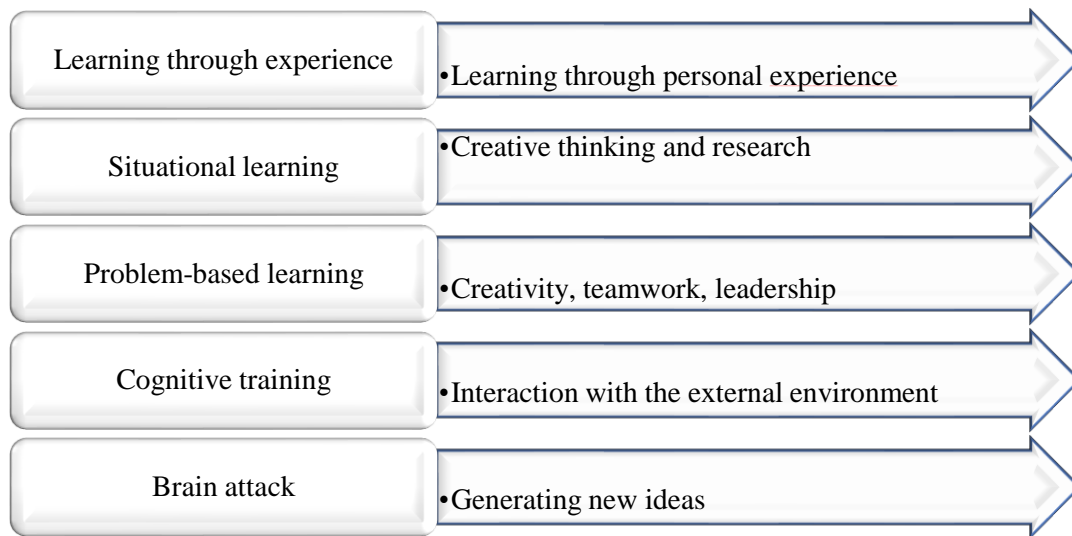 Learning through experience
•Learning through personal experience
Situational learning
•Creative thinking and research
Problem-based learning
•Creativity, teamwork, leadership
Cognitive training
•Interaction with the external environment
Brain attack
•Generating new ideas